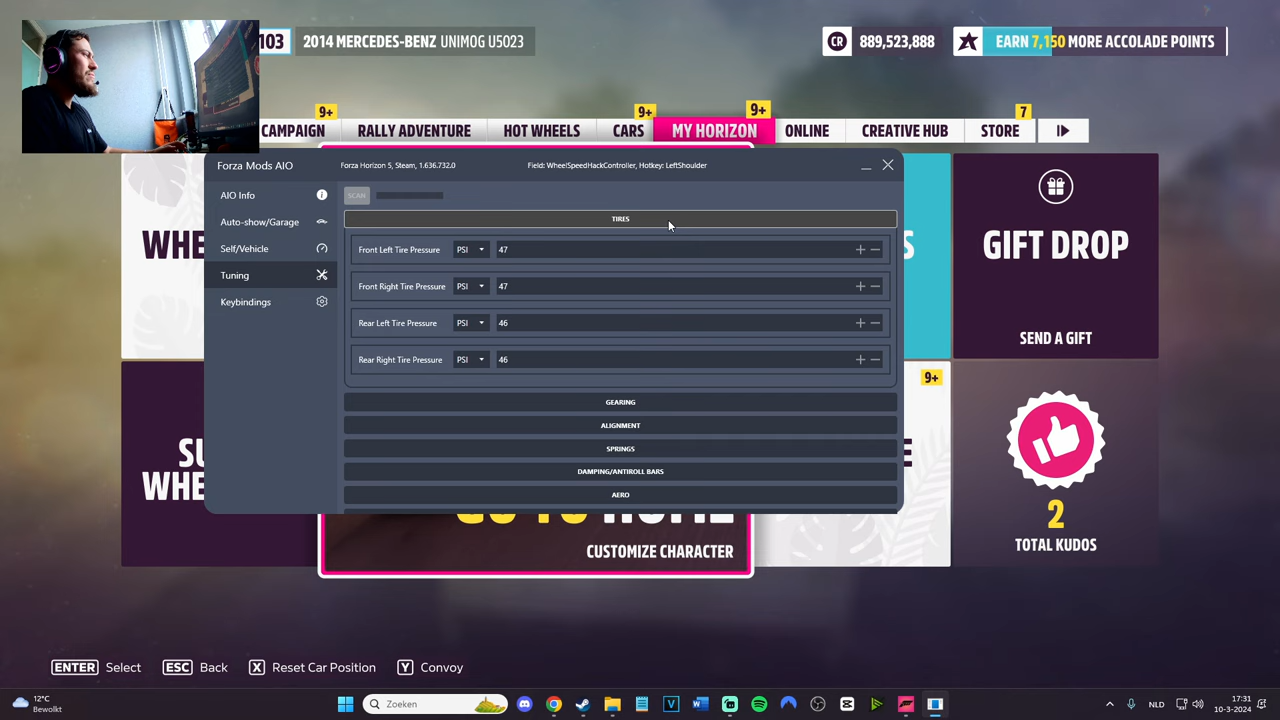 103
2014 MERCEDES-BENZ UNIMOG U5023
CR 889,523,888
EARN 7,150 MORE ACCOLADE POINTS
9+
9+
9+
7
CAMPAIGN
RALLY ADVENTURE
HOT WHEELS
CARS
MY HORIZON
ONLINE
CREATIVE HUB
STORE
Forza Mods AIO
Forza Horizon 5, Steam, 1.636.732.0
Field: WheelSpeedHackController, Hotkey: LeftShoulder
AIO Info
Auto-show/Garage
Self/Vehicle
Tuning
Keybindings
SCAN
TIRES
Front Left Tire Pressure PSI 47
Front Right Tire Pressure PSI 47
Rear Left Tire Pressure PSI 46
Rear Right Tire Pressure PSI 46
GEARING
ALIGNMENT
SPRINGS
DAMPING/ANTIROLL BARS
AERO
WHE
S
GIFT DROP
SEND A GIFT
SU
WHE
9+
E
CUSTOMIZE CHARACTER
2
TOTAL KUDOS
ENTER Select
ESC Back
X Reset Car Position
Y Convoy
12°C
Bewolkt
Zoeken
NLD
17:31
10-3-2024